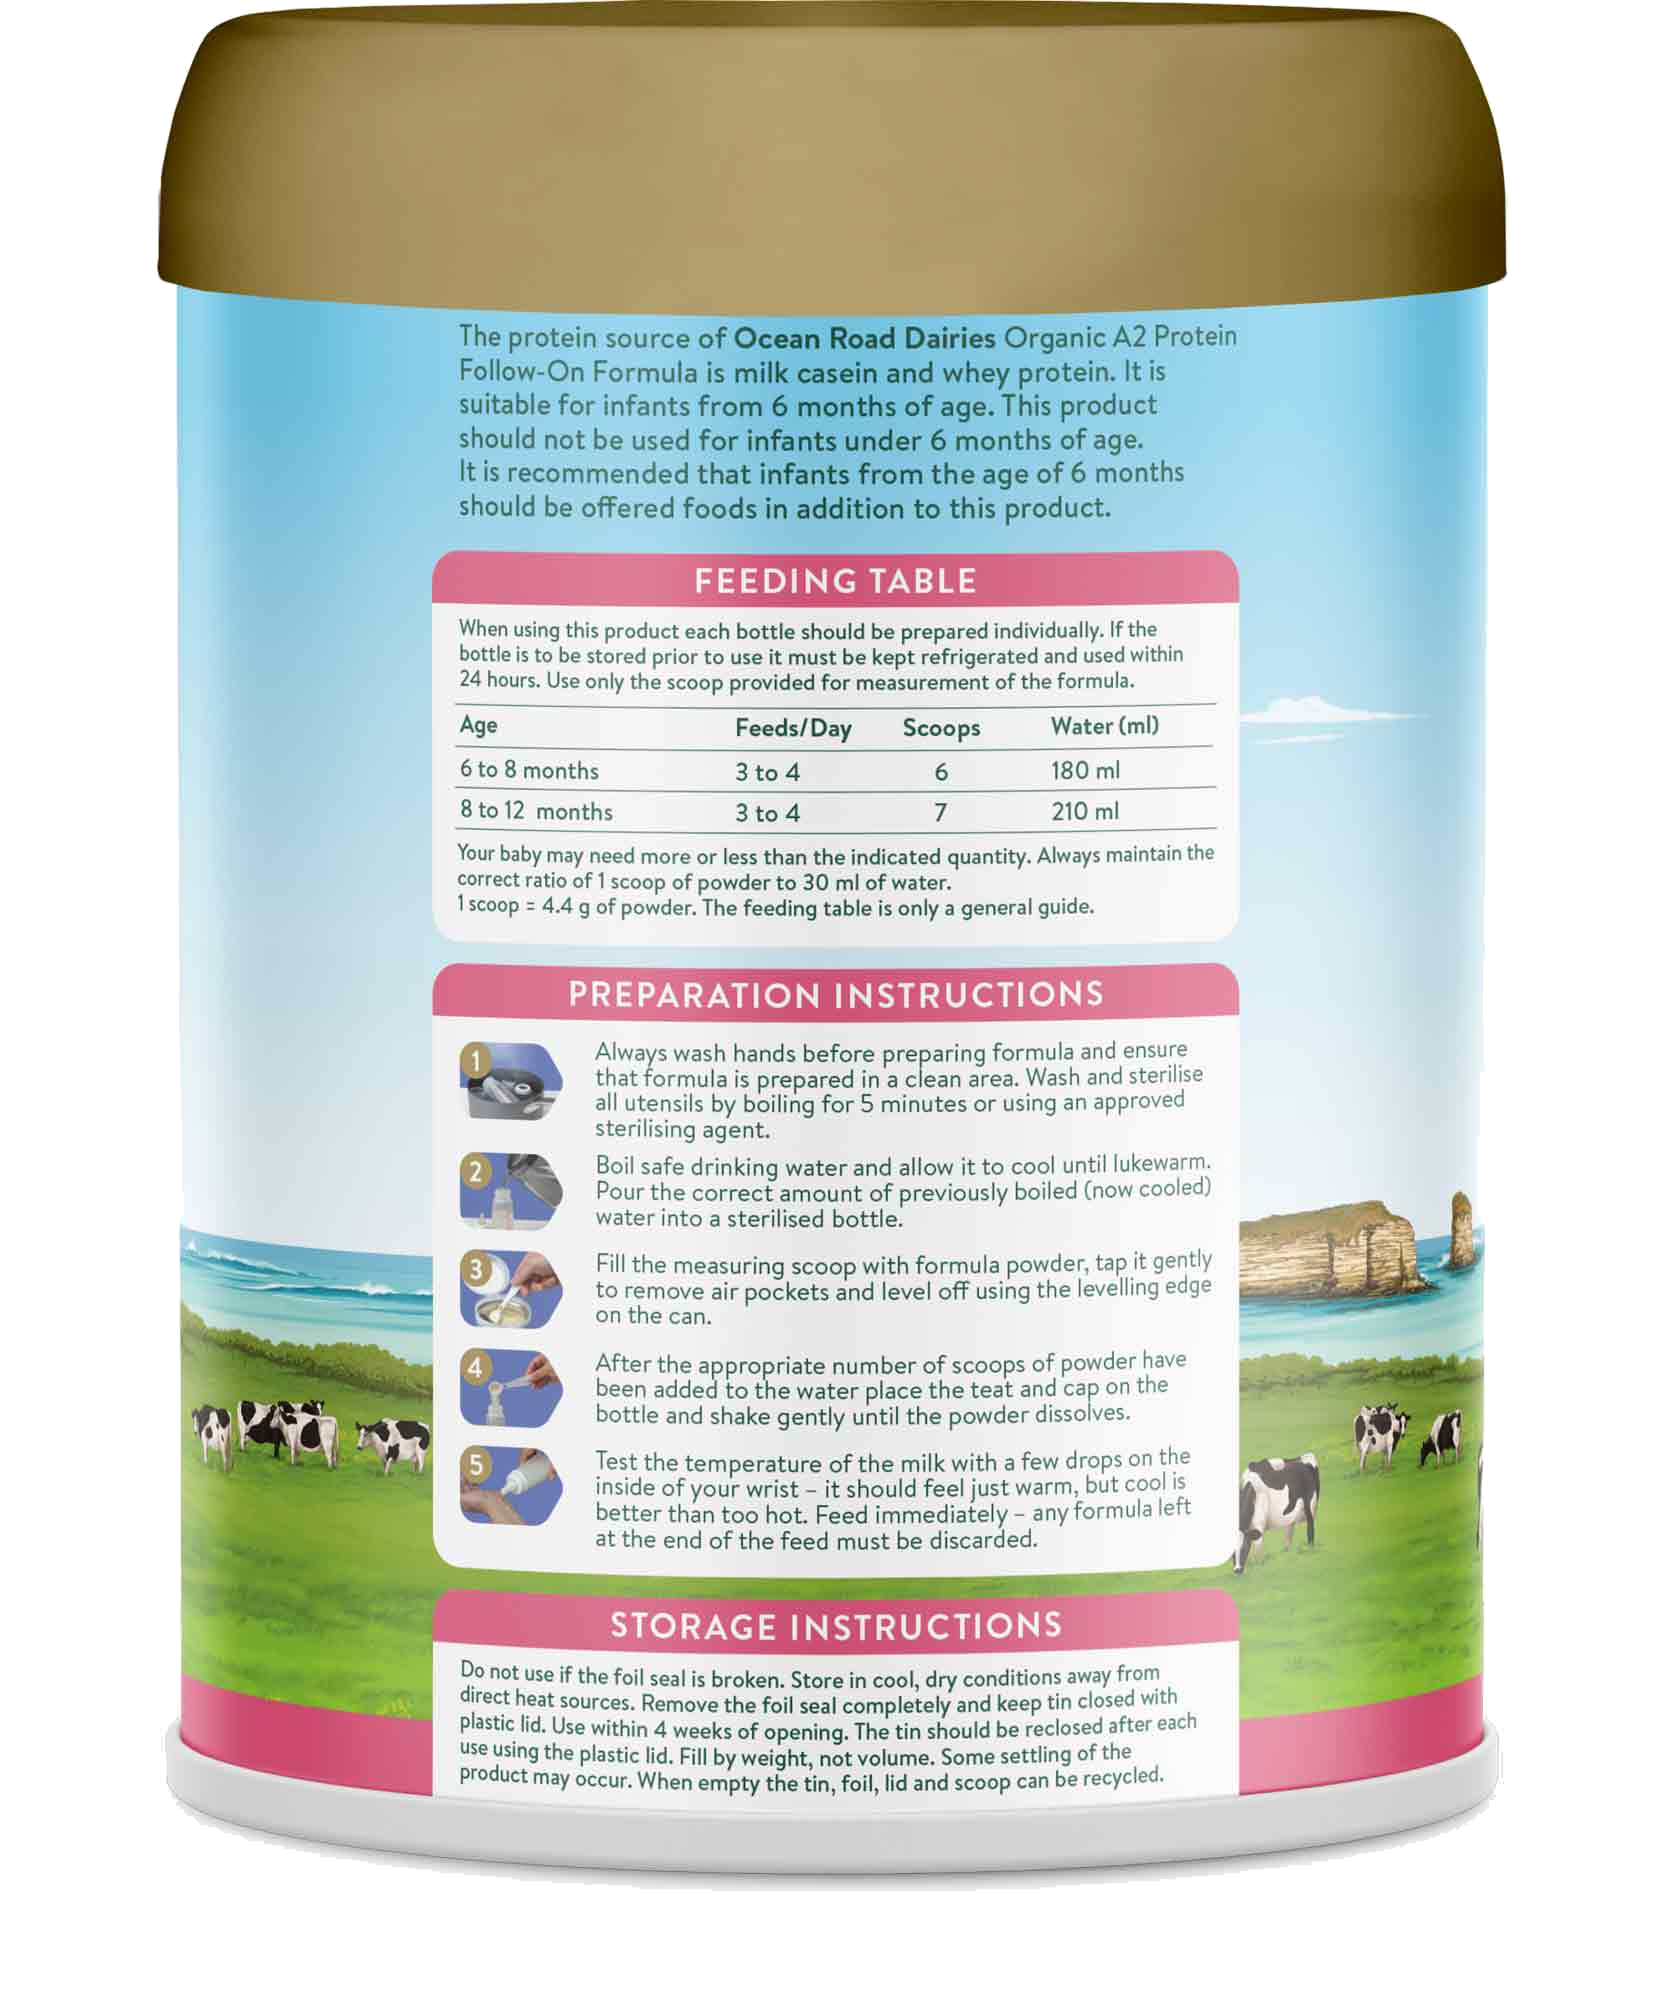 The protein source of Ocean Road Dairies Organic A2 Protein
Follow-On Formula is milk casein and whey protein. It is
suitable for infants from 6 months of age. This product
should not be used for infants under 6 months of age.
It is recommended that infants from the age of 6 months
should be offered foods in addition to this product.
FEEDING TABLE
When using this product each bottle should be prepared individually. If the
bottle is to be stored prior to use it must be kept refrigerated and used within
24 hours. Use only the scoop provided for measurement of the formula.
Age Feeds/Day Scoops Water (ml)
6 to 8 months 3 to 4 6 180 ml
8 to 12 months 3 to 4 7 210 ml
Your baby may need more or less than the indicated quantity. Always maintain the
correct ratio of 1 scoop of powder to 30 ml of water.
1 scoop = 4.4 g of powder. The feeding table is only a general guide.
PREPARATION INSTRUCTIONS
1
Always wash hands before preparing formula and ensure
that formula is prepared in a clean area. Wash and sterilise
all utensils by boiling for 5 minutes or using an approved
sterilising agent.
2
Boil safe drinking water and allow it to cool until lukewarm.
Pour the correct amount of previously boiled (now cooled)
water into a sterilised bottle.
3
Fill the measuring scoop with formula powder, tap it gently
to remove air pockets and level off using the levelling edge
on the can.
4
After the appropriate number of scoops of powder have
been added to the water place the teat and cap on the
bottle and shake gently until the powder dissolves.
5
Test the temperature of the milk with a few drops on the
inside of your wrist – it should feel just warm, but cool is
better than too hot. Feed immediately – any formula left
at the end of the feed must be discarded.
STORAGE INSTRUCTIONS
Do not use if the foil seal is broken. Store in cool, dry conditions away from
direct heat sources. Remove the foil seal completely and keep tin closed with
plastic lid. Use within 4 weeks of opening. The tin should be reclosed after each
use using the plastic lid. Fill by weight, not volume. Some settling of the
product may occur. When empty the tin, foil, lid and scoop can be recycled.